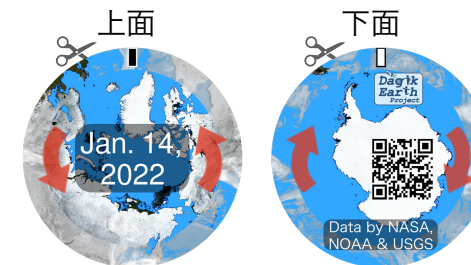 上面
下面
Jan. 14,
2022
Dagik
Earth
Project
Data by NASA,
NOAA & USGS